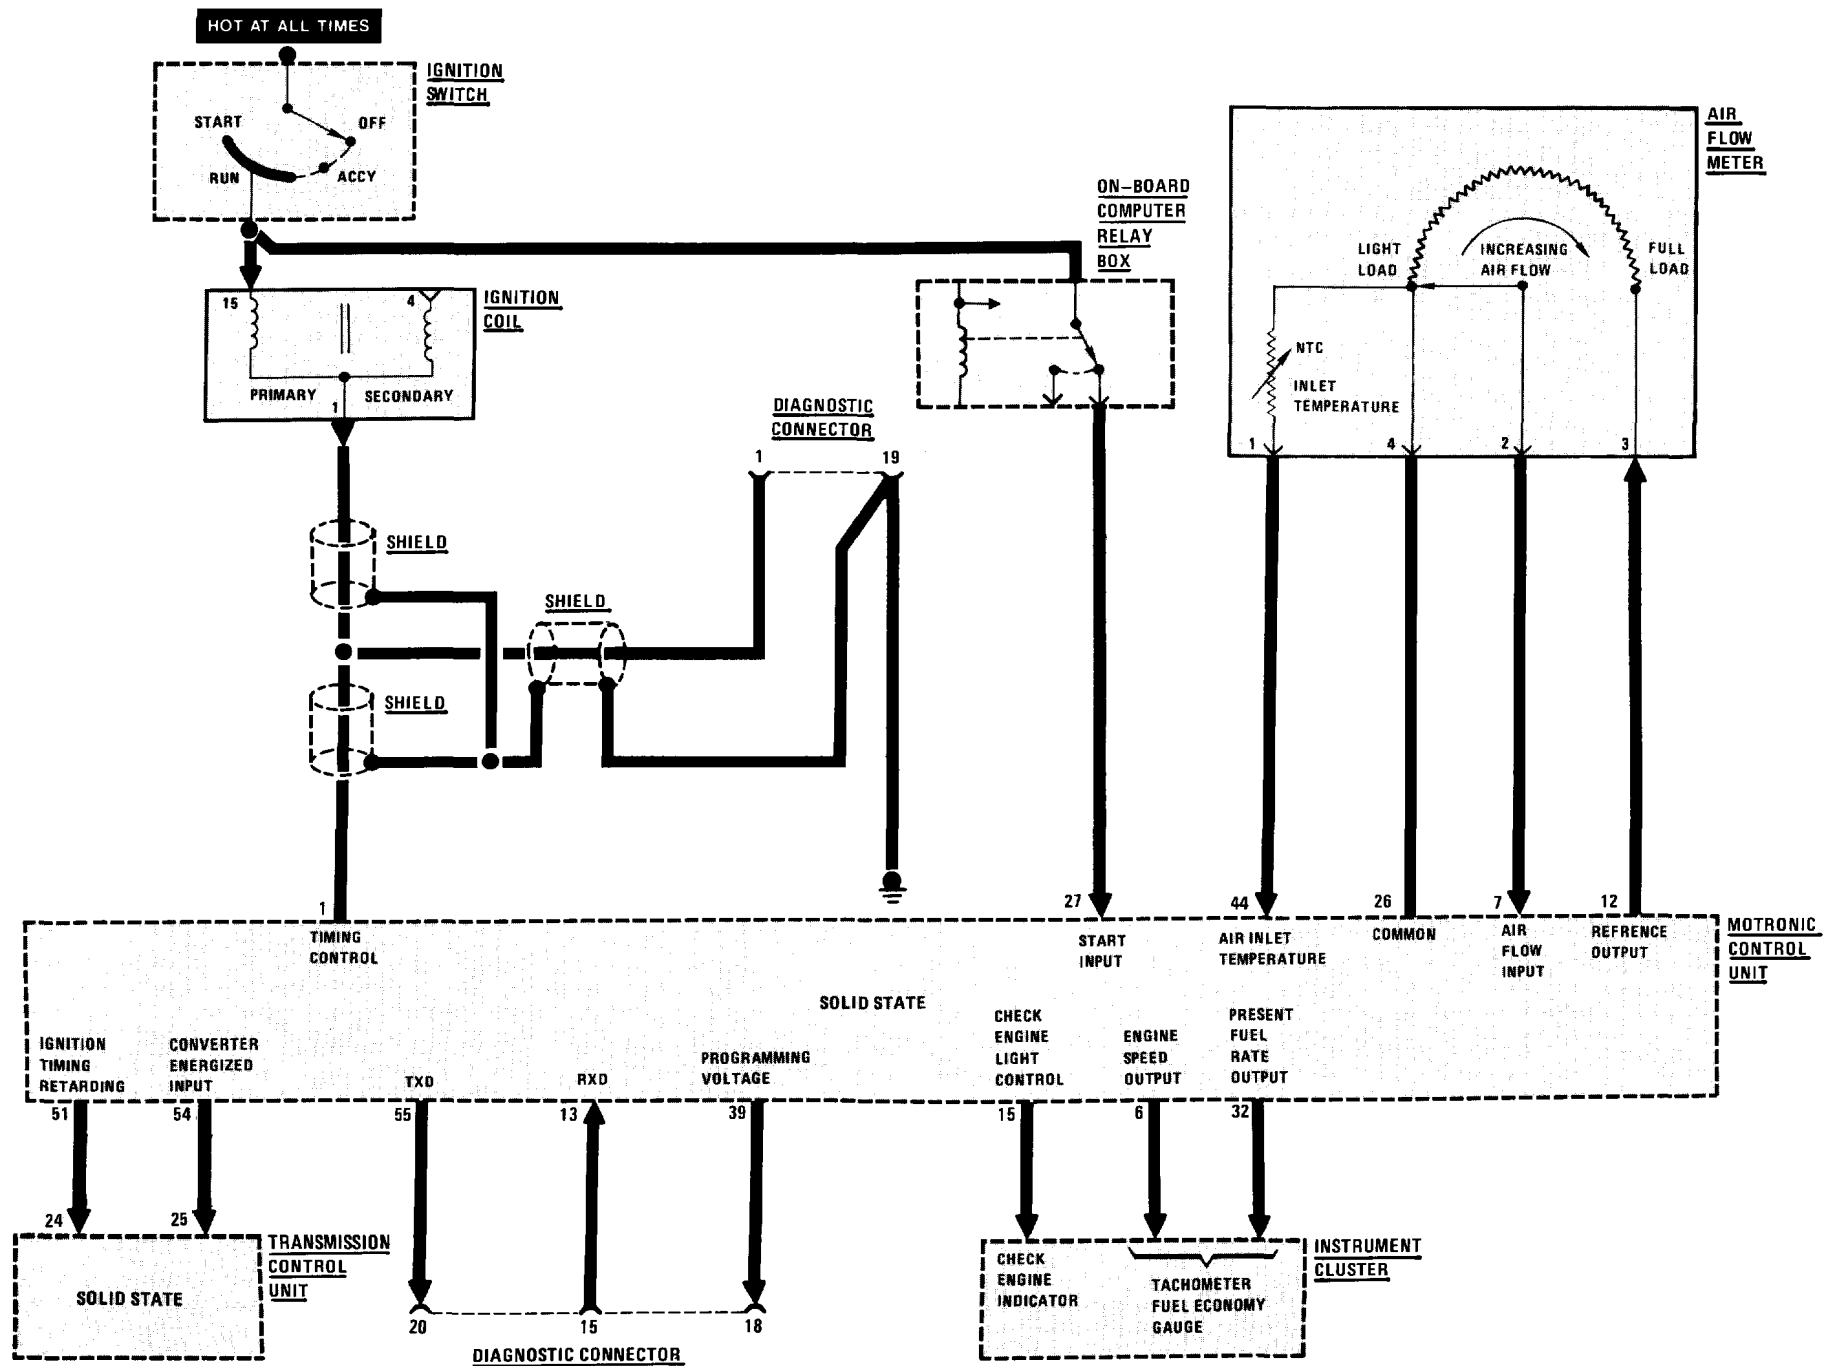 HOT AT ALL TIMES
IGNITION
SWITCH
START
OFF
RUN
ACCY
ON-BOARD
COMPUTER
RELAY
BOX
AIR
FLOW
METER
LIGHT
LOAD
INCREASING
AIR FLOW
FULL
LOAD
NTC
INLET
TEMPERATURE
1
4
2
3
15
4
IGNITION
COIL
PRIMARY
SECONDARY
1
DIAGNOSTIC
CONNECTOR
1
19
SHIELD
SHIELD
SHIELD
1
27
44
26
7
12
TIMING
CONTROL
START
INPUT
AIR INLET
TEMPERATURE
COMMON
AIR
FLOW
INPUT
REFRENCE
OUTPUT
MOTRONIC
CONTROL
UNIT
SOLID STATE
IGNITION
TIMING
RETARDING
CONVERTER
ENERGIZED
INPUT
TXD
RXD
PROGRAMMING
VOLTAGE
CHECK
ENGINE
LIGHT
CONTROL
ENGINE
SPEED
OUTPUT
PRESENT
FUEL
RATE
OUTPUT
51
54
55
13
39
15
6
32
24
25
TRANSMISSION
CONTROL
UNIT
SOLID STATE
20
15
18
DIAGNOSTIC CONNECTOR
CHECK
ENGINE
INDICATOR
TACHOMETER
FUEL ECONOMY
GAUGE
INSTRUMENT
CLUSTER